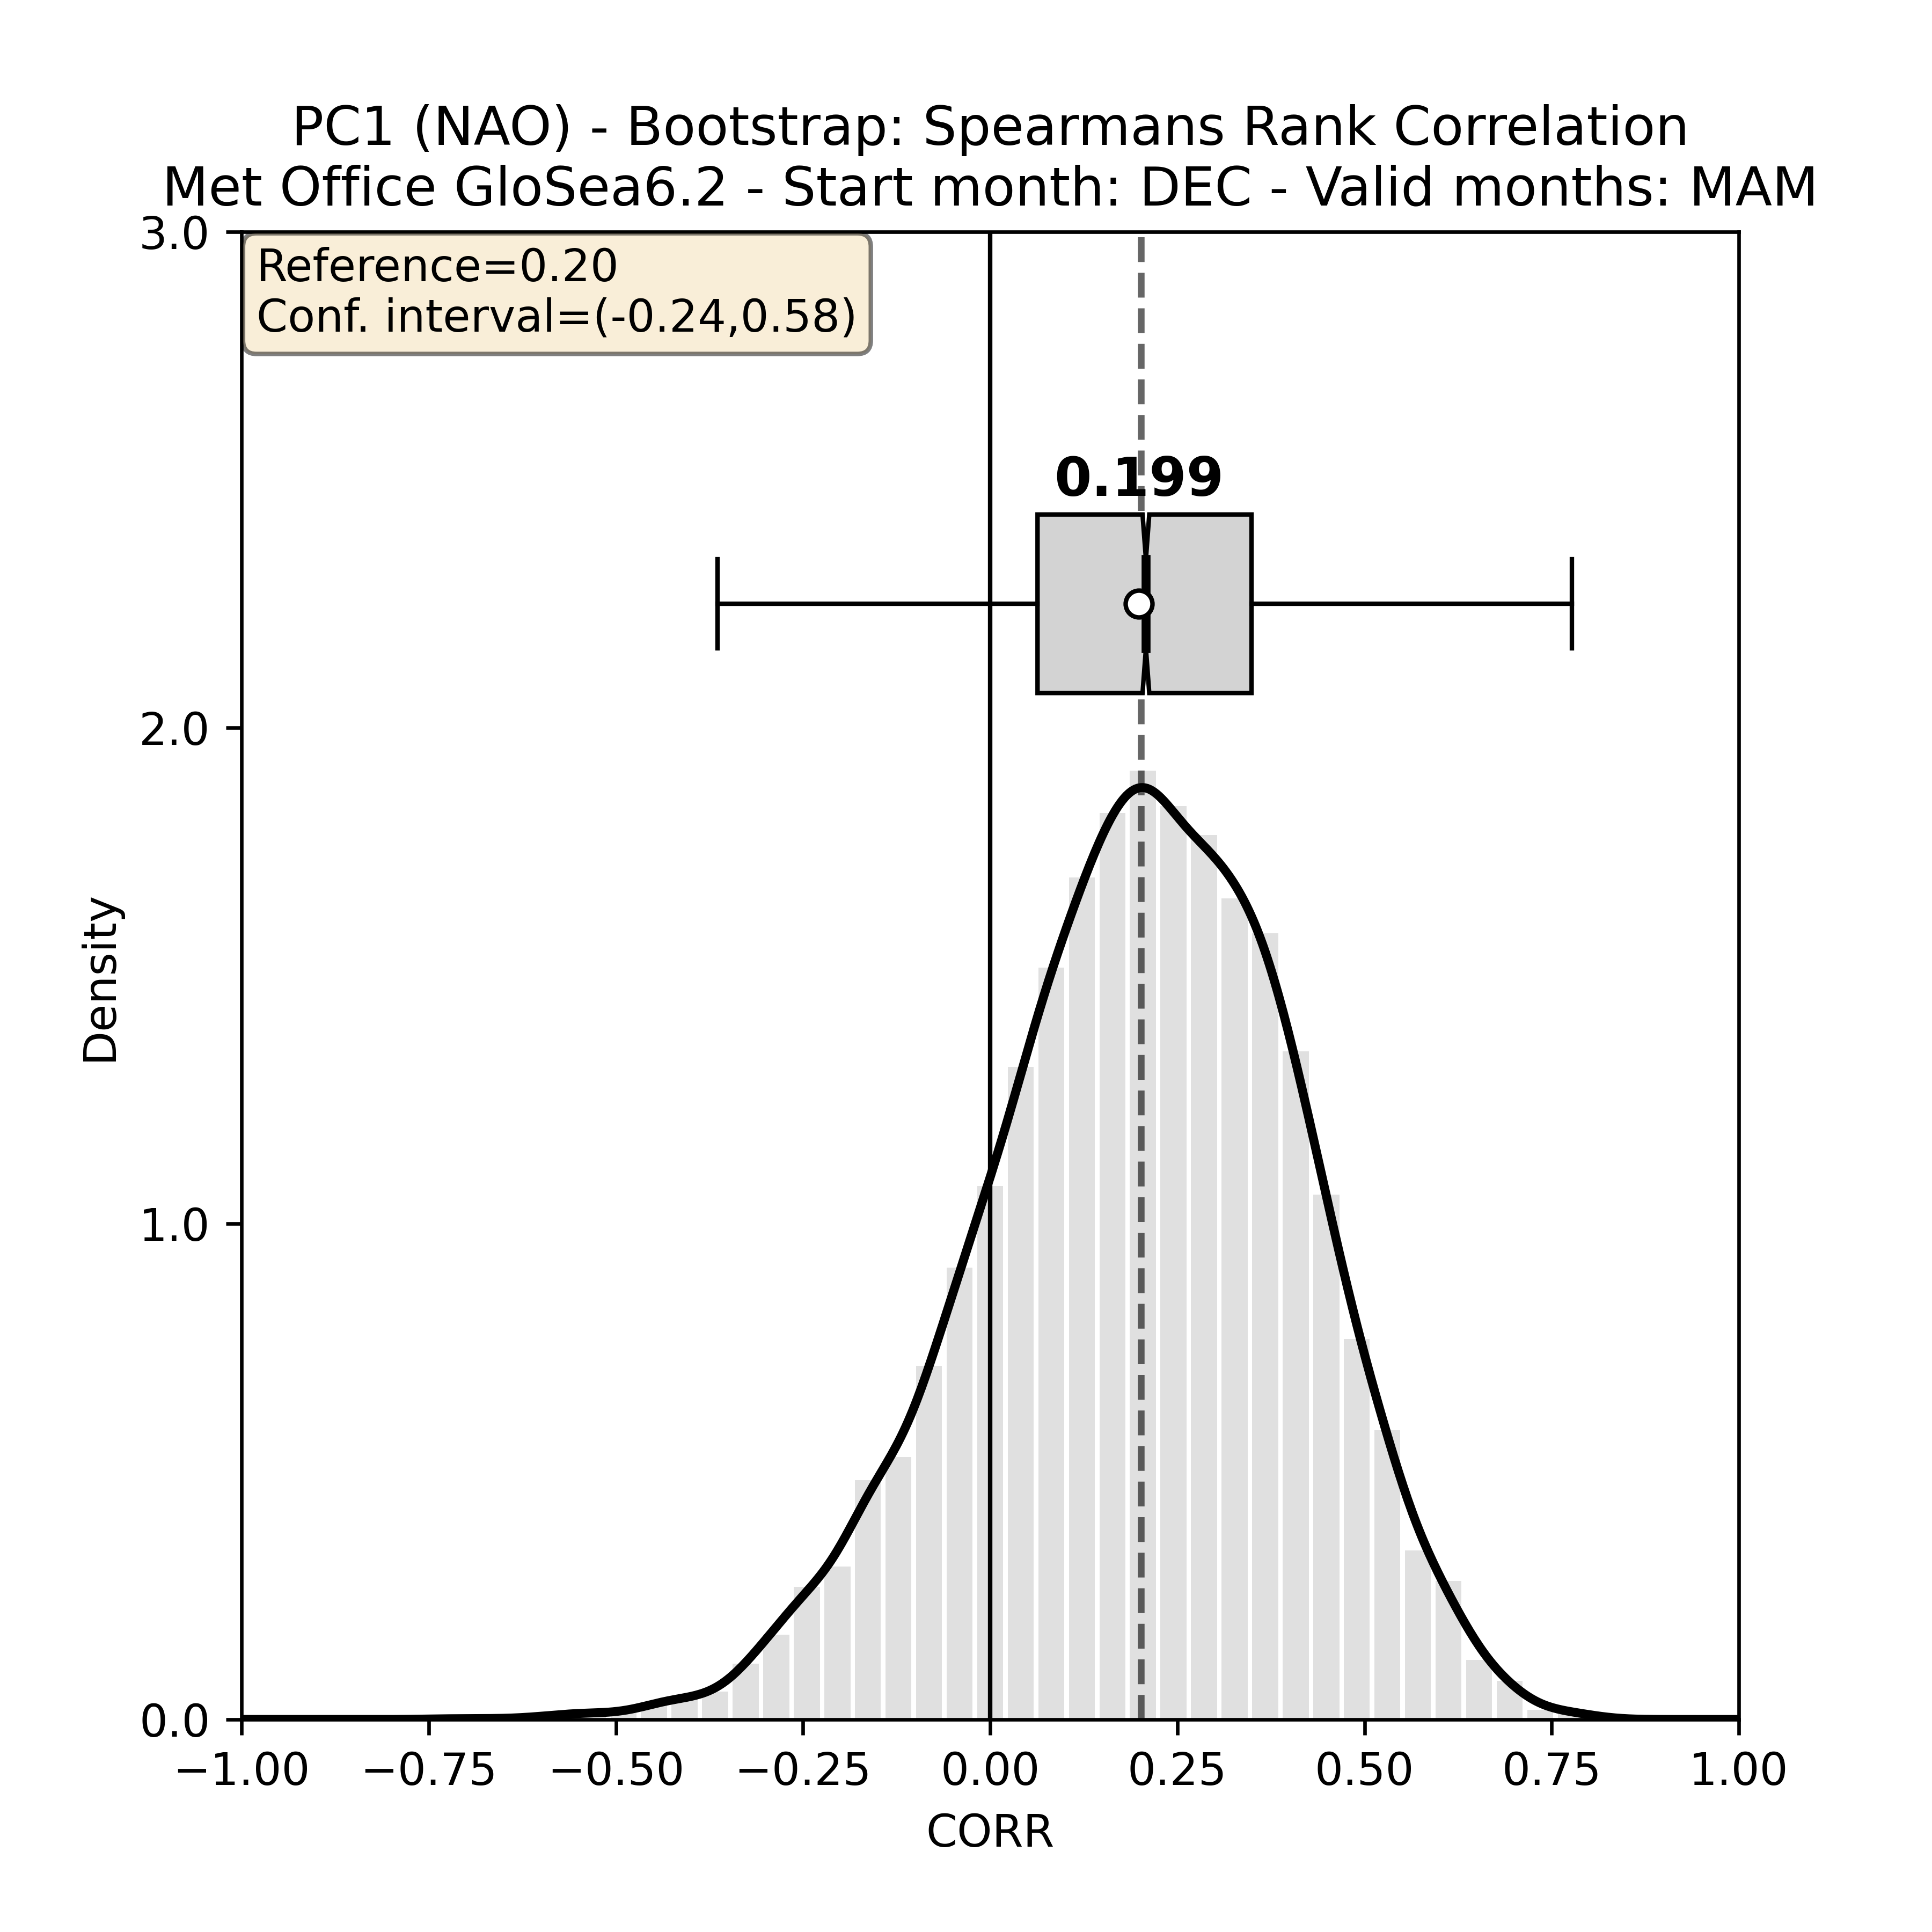 PC1 (NAO) - Bootstrap: Spearmans Rank Correlation
Met Office GloSea6.2 - Start month: DEC - Valid months: MAM
3.0
Reference=0.20
Conf. interval=(-0.24,0.58)
0.199
2.0
Density
1.0
0.0
−1.00 −0.75 −0.50 −0.25 0.00 0.25 0.50 0.75 1.00
CORR